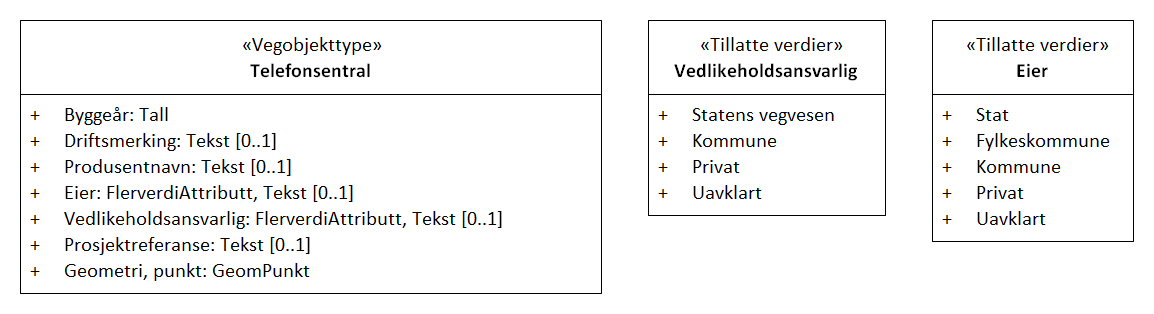 «Vegobjekttype»
Telefonsentral
+ Byggeår: Tall
+ Driftsmerking: Tekst [0..1]
+ Produsentnavn: Tekst [0..1]
+ Eier: FlerverdiAttributt, Tekst [0..1]
+ Vedlikeholdsansvarlig: FlerverdiAttributt, Tekst [0..1]
+ Prosjektreferanse: Tekst [0..1]
+ Geometri, punkt: GeomPunkt
«Tillatte verdier»
Vedlikeholdsansvarlig
+ Statens vegvesen
+ Kommune
+ Privat
+ Uavklart
«Tillatte verdier»
Eier
+ Stat
+ Fylkeskommune
+ Kommune
+ Privat
+ Uavklart